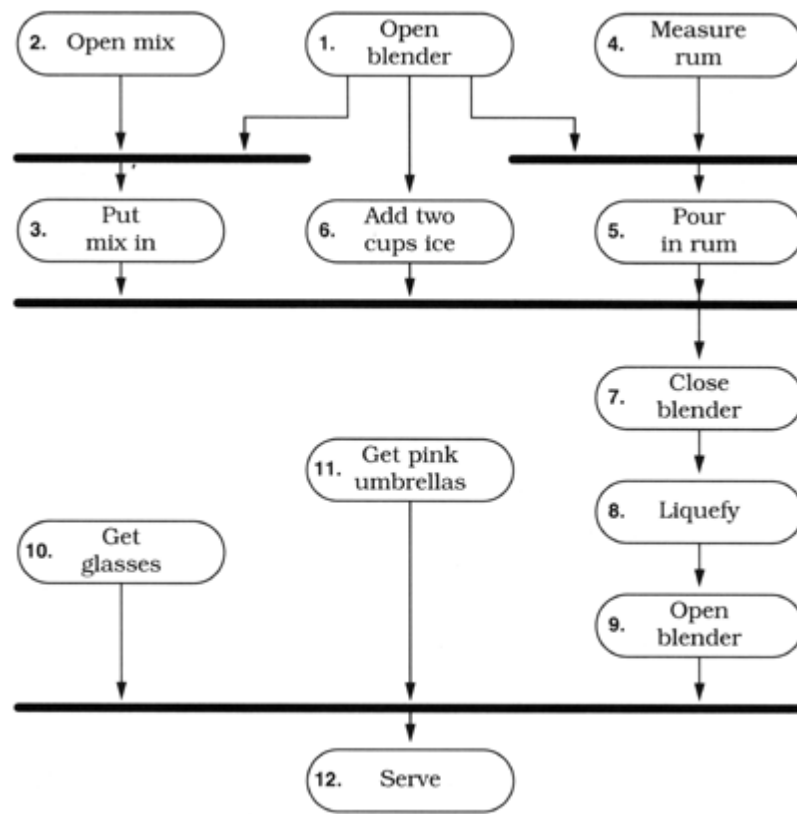 2. Open mix
1. Open
blender
4. Measure
rum
3. Put
mix in
6. Add two
cups ice
5. Pour
in rum
7. Close
blender
11. Get pink
umbrellas
8. Liquefy
10. Get
glasses
9. Open
blender
12. Serve